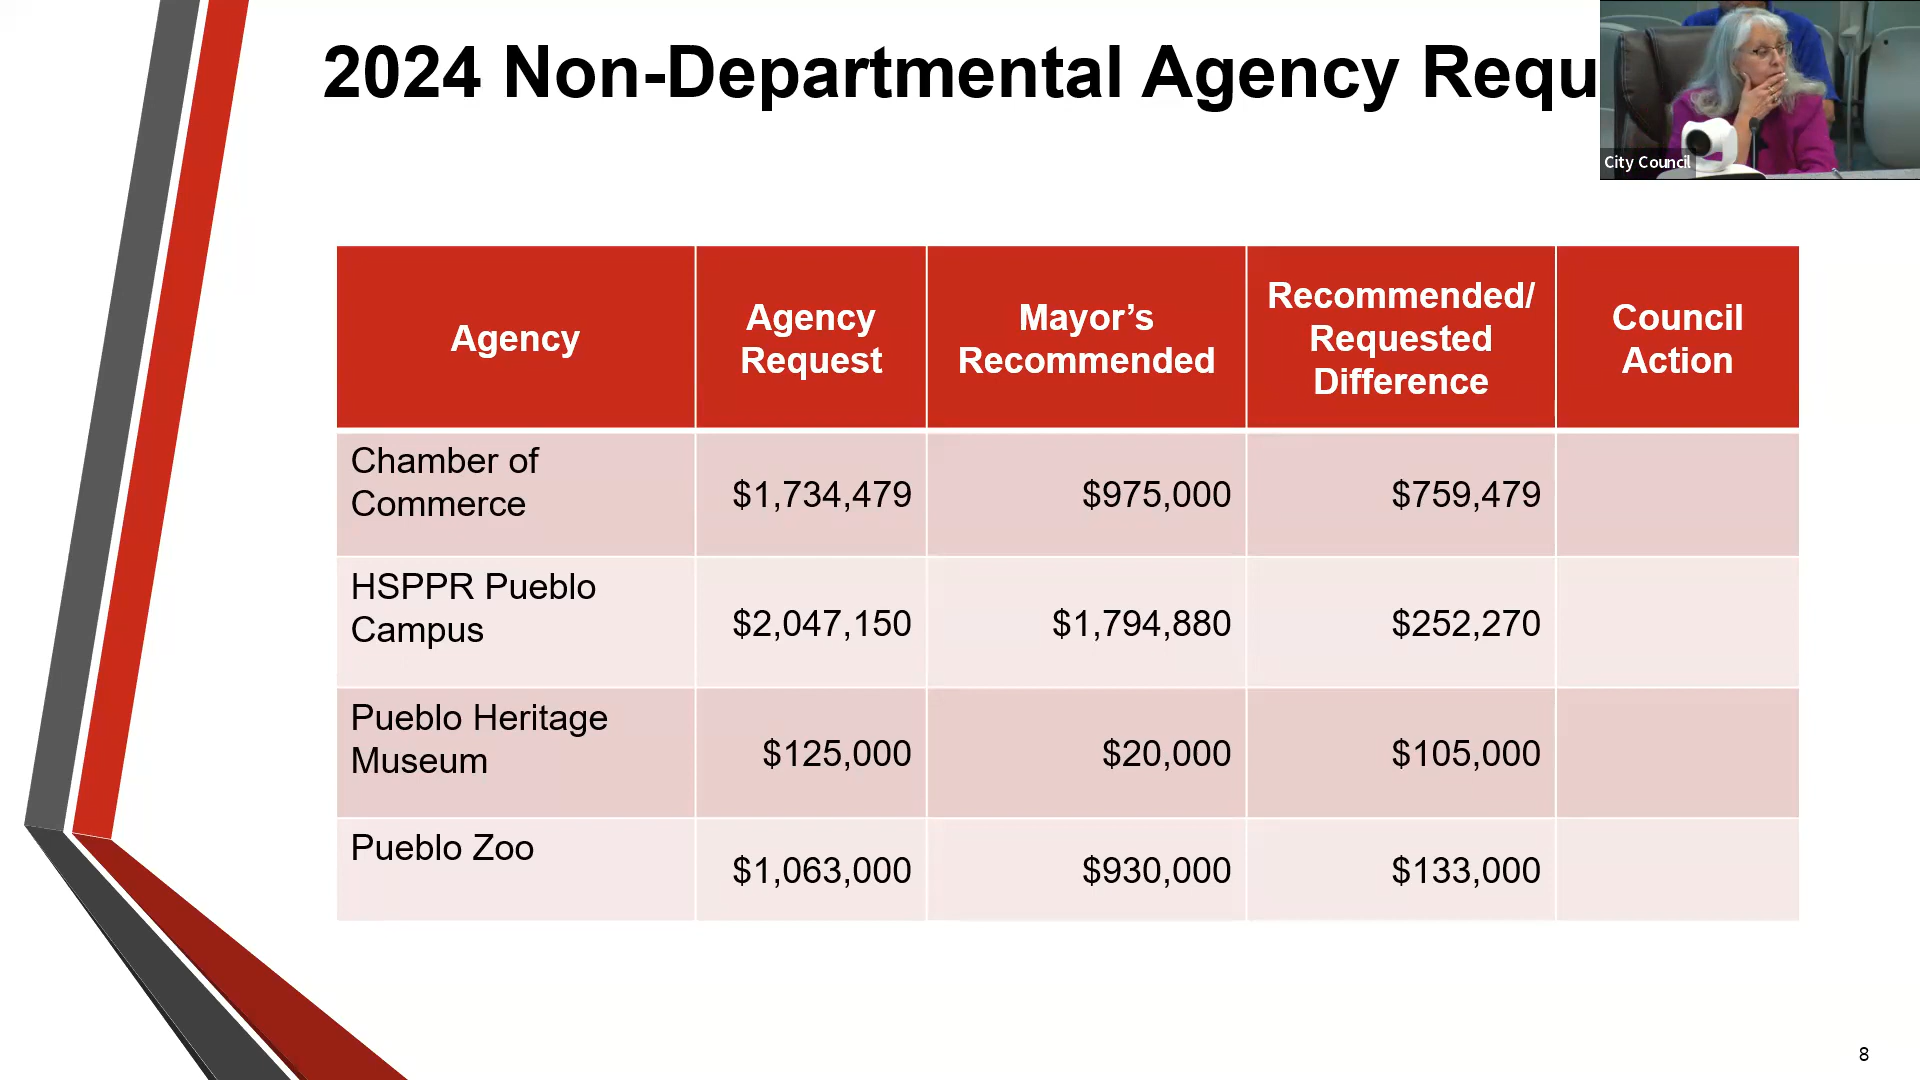 2024 Non-Departmental Agency Requ
City Council
Agency
Agency
Request
Mayor’s
Recommended
Recommended/
Requested
Difference
Council
Action
Chamber of
Commerce
$1,734,479
$975,000
$759,479
HSPPR Pueblo
Campus
$2,047,150
$1,794,880
$252,270
Pueblo Heritage
Museum
$125,000
$20,000
$105,000
Pueblo Zoo
$1,063,000
$930,000
$133,000
8